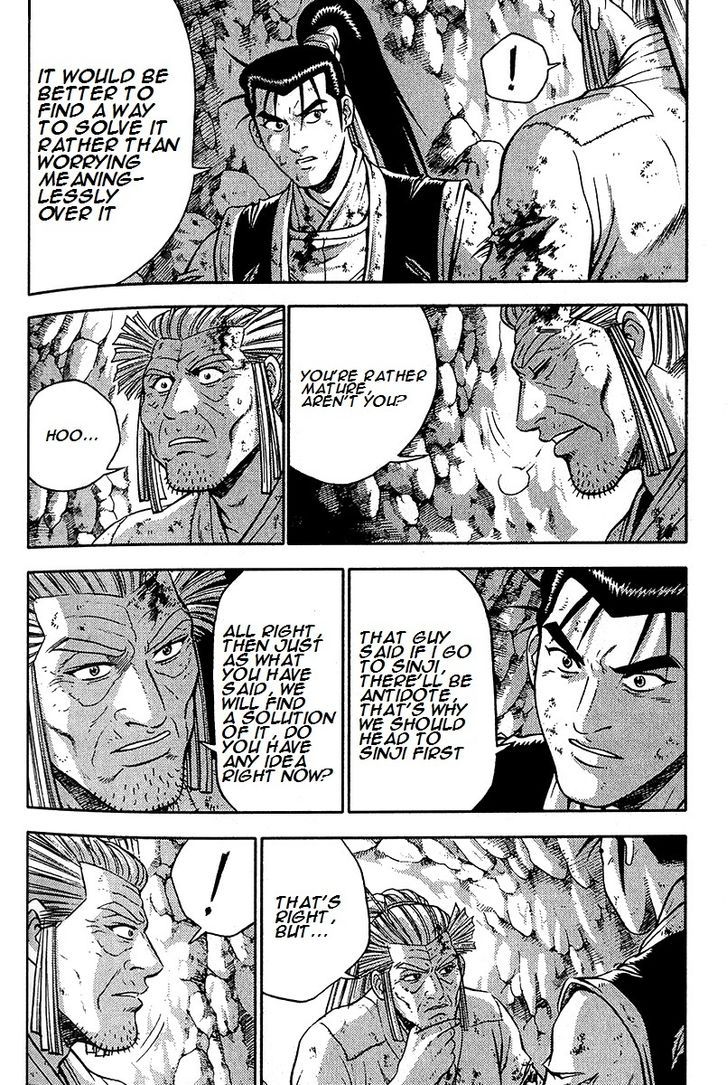 IT WOULD BE
BETTER TO
FIND A WAY
TO SOLVE IT
RATHER THAN
WORRYING
MEANING-
LESSLY
OVER IT
!
HOO...
YOU'RE RATHER
MATURE
AREN'T YOU?
ALL RIGHT,
THEN JUST
AS WHAT
YOU HAVE
SAID, WE
WILL FIND
A SOLUTION
OF IT, DO
YOU HAVE
ANY IDEA
RIGHT NOW?
THAT GUY
SAID IF I GO
TO SINJI,
THERE'LL BE
ANTIDOTE,
THAT'S WHY
WE SHOULD
HEAD TO
SINJI FIRST
!
THAT'S
RIGHT,
BUT...